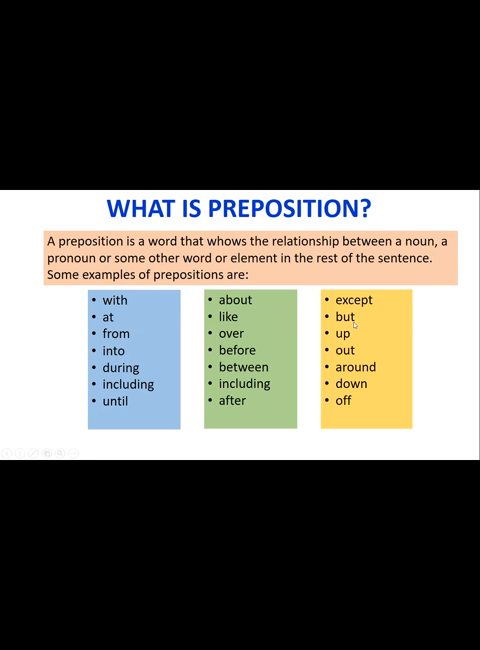 WHAT IS PREPOSITION?
A preposition is a word that whows the relationship between a noun, a
pronoun or some other word or element in the rest of the sentence.
Some examples of prepositions are:
• with
• at
• from
• into
• during
• including
• until
• about
• like
• over
• before
• between
• including
• after
• except
• but
• up
• out
• around
• down
• off